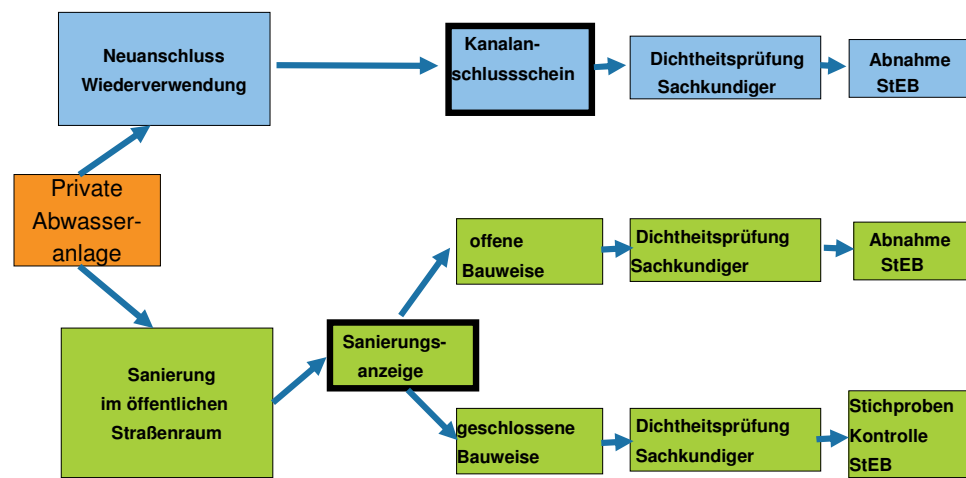 Neuanschluss
Wiederverwendung
Kanalan-
schlussschein
Dichtheitsprüfung
Sachkundiger
Abnahme
StEB
Private
Abwasser-
anlage
offene
Bauweise
Dichtheitsprüfung
Sachkundiger
Abnahme
StEB
Sanierung
im öffentlichen
Straßenraum
Sanierungs-
anzeige
geschlossene
Bauweise
Dichtheitsprüfung
Sachkundiger
Stichproben
Kontrolle
StEB